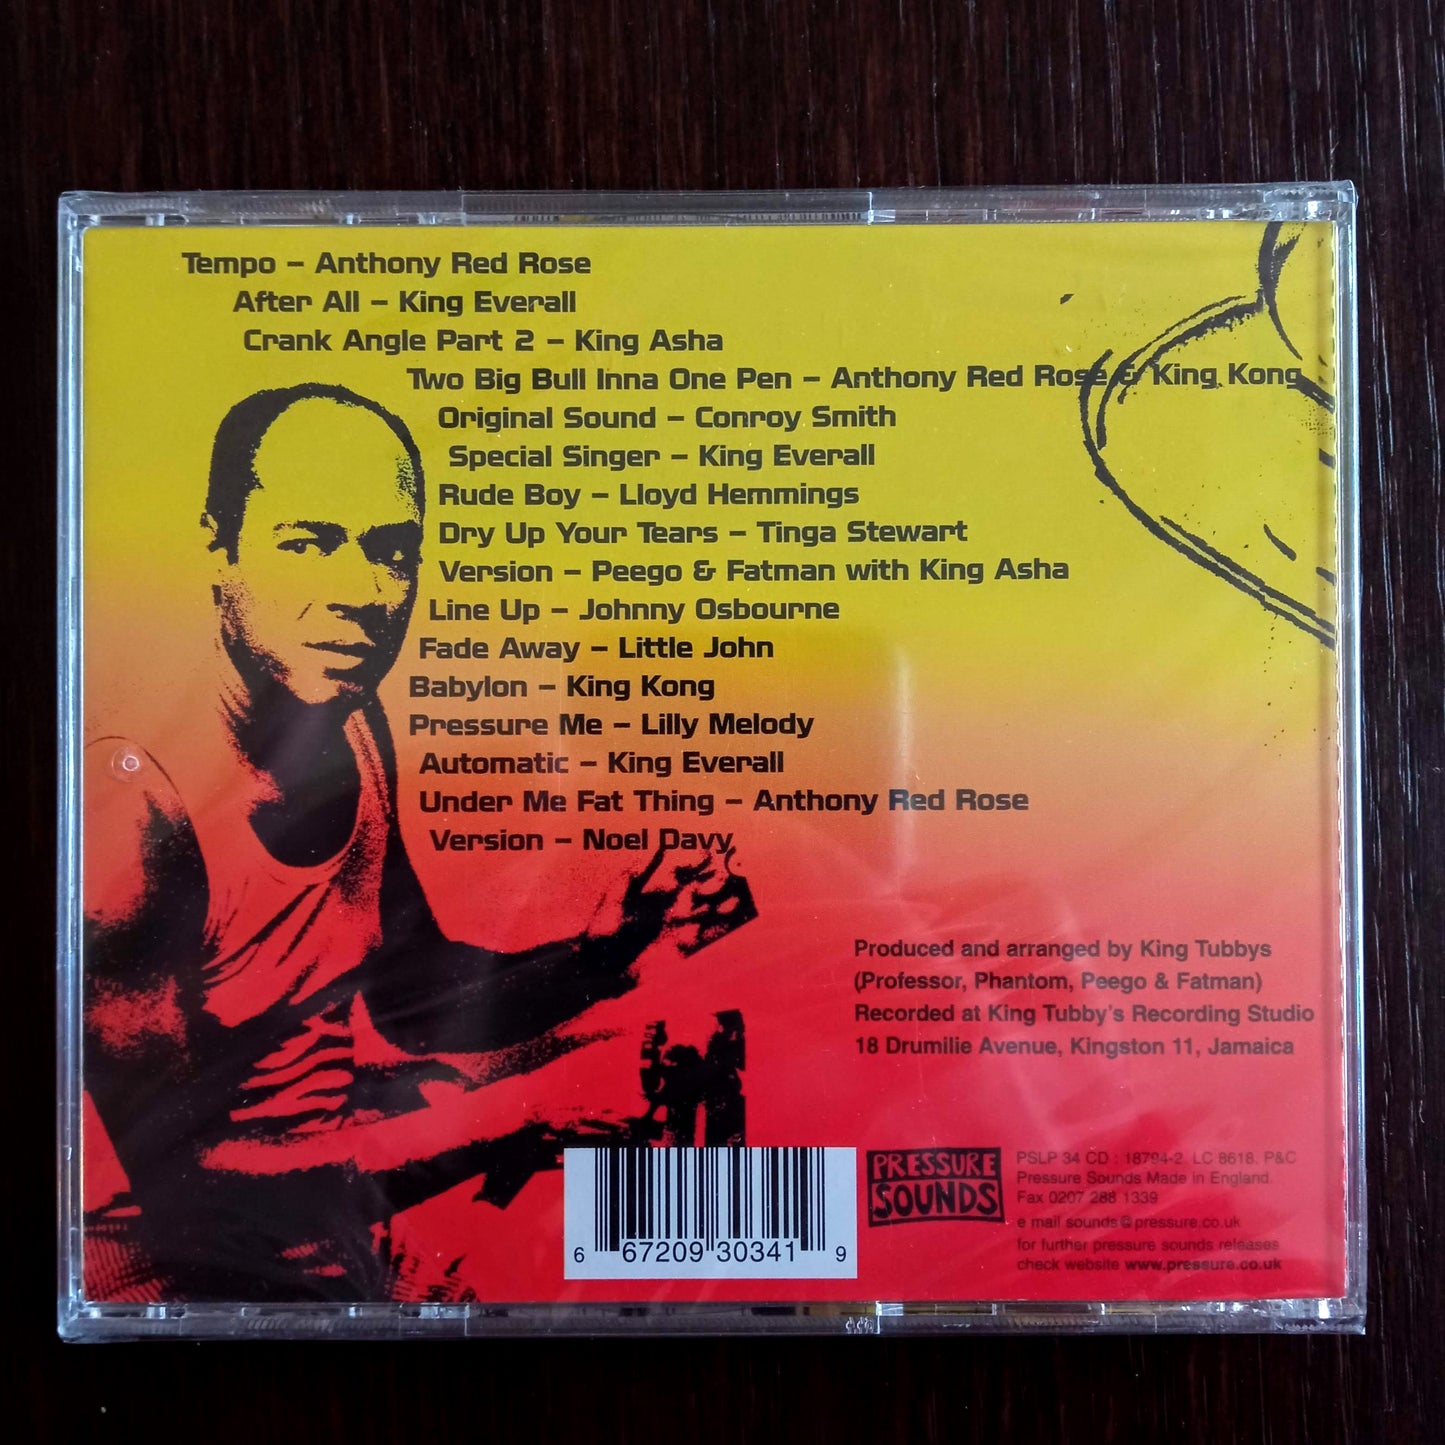 Tempo – Anthony Red Rose
After All – King Everall
Crank Angle Part 2 – King Asha
Two Big Bull Inna One Pen – Anthony Red Rose & King Kong
Original Sound – Conroy Smith
Special Singer – King Everall
Rude Boy – Lloyd Hemmings
Dry Up Your Tears – Tinga Stewart
Version – Peego & Fatman with King Asha
Line Up – Johnny Osbourne
Fade Away – Little John
Babylon – King Kong
Pressure Me – Lilly Melody
Automatic – King Everall
Under Me Fat Thing – Anthony Red Rose
Version – Noel Davy
Produced and arranged by King Tubbys
(Professor, Phantom, Peego & Fatman)
Recorded at King Tubby's Recording Studio
18 Drumilie Avenue, Kingston 11, Jamaica
6 67209 30341 9
PRESSURE
SOUNDS
PSLP 34 CD : 18794-2. LC 8618. P&C
Pressure Sounds Made in England.
Fax 0207 288 1339
e mail sounds@pressure.co.uk
for further pressure sounds releases
check website www.pressure.co.uk